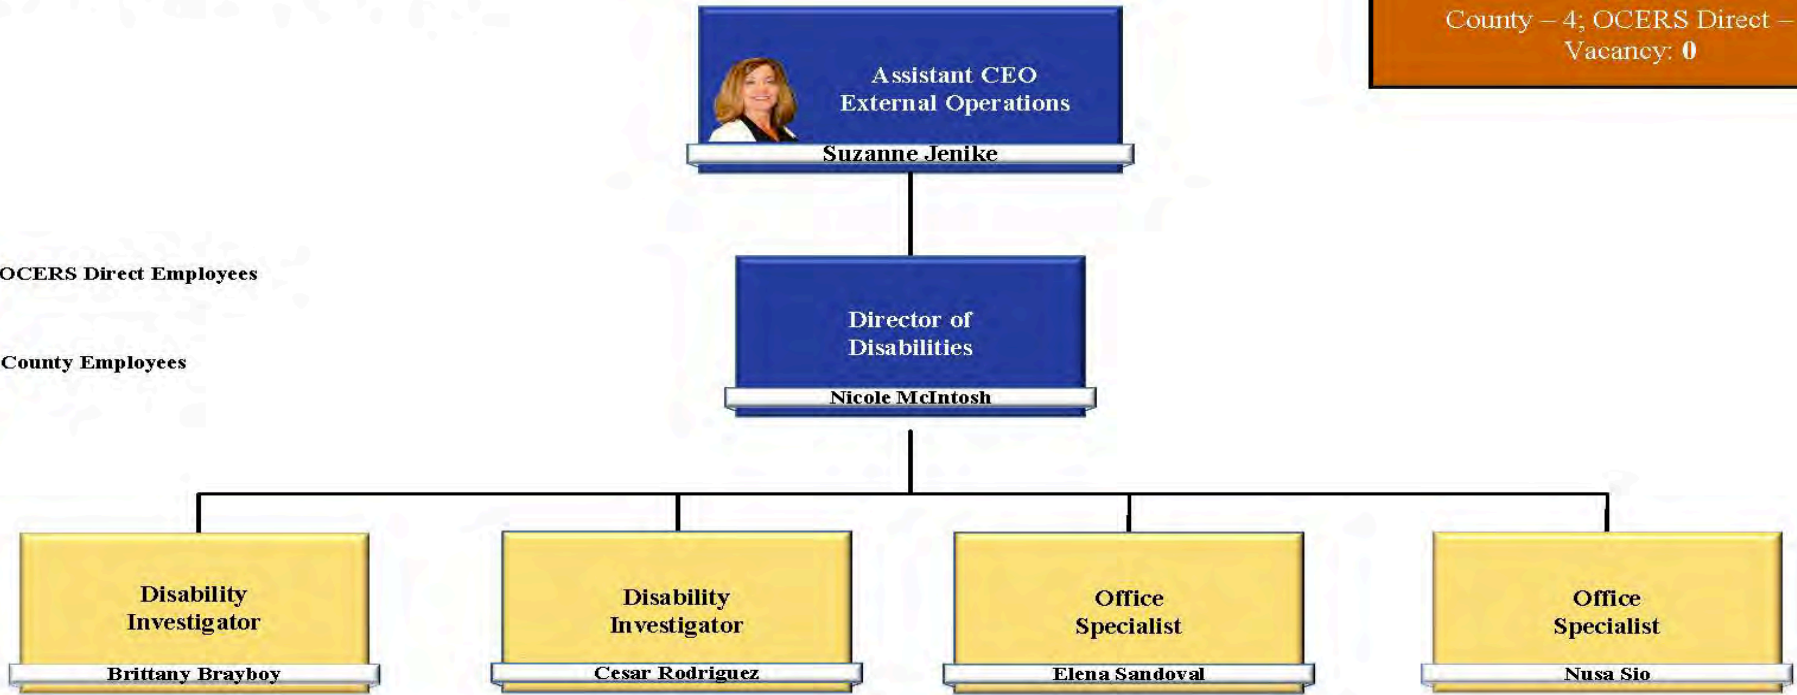 County – 4; OCERS Direct –
Vacancy: 0
Assistant CEO
External Operations
Suzanne Jenike
OCERS Direct Employees
County Employees
Director of
Disabilities
Nicole McIntosh
Disability
Investigator
Brittany Brayboy
Disability
Investigator
Cesar Rodriguez
Office
Specialist
Elena Sandoval
Office
Specialist
Nusa Sio